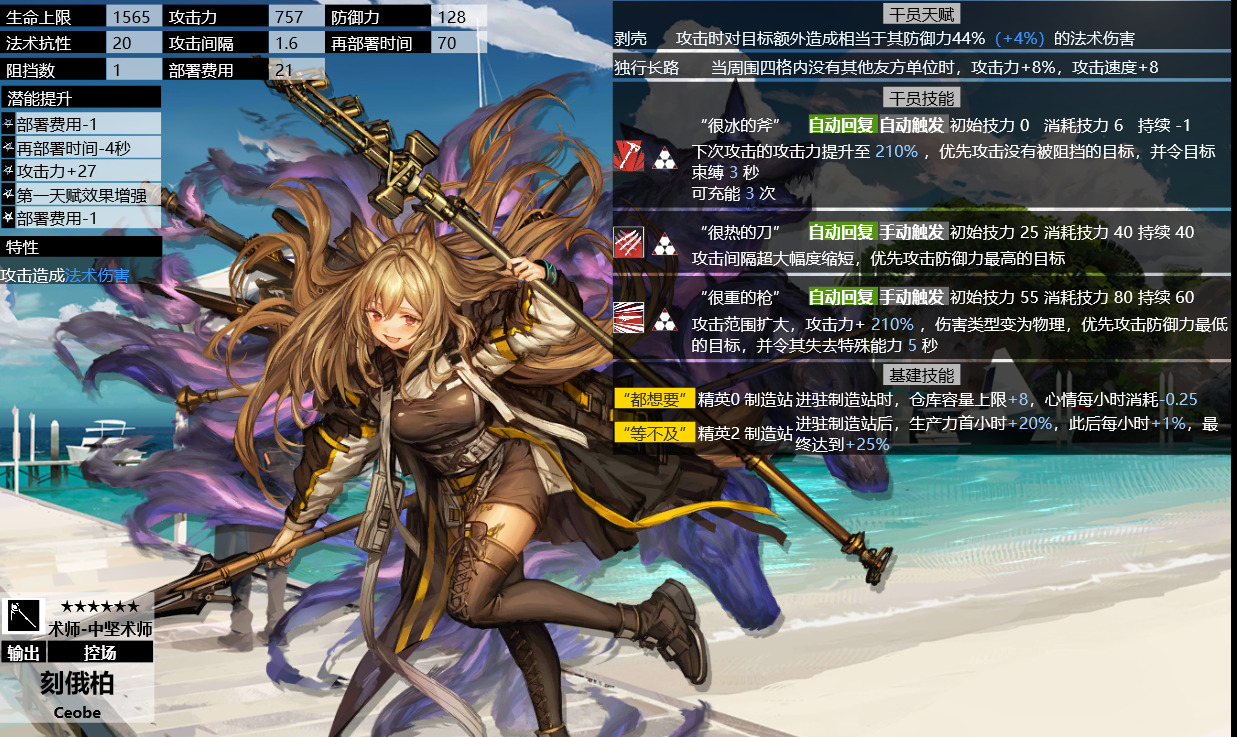 生命上限 1565 攻击力 757 防御力 128
法术抗性 20 攻击间隔 1.6 再部署时间 70
阻挡数 1 部署费用 21
潜能提升
部署费用-1
再部署时间-4秒
攻击力+27
第一天赋效果增强
部署费用-1
特性
攻击造成法术伤害
★★★★★★
术师-中坚术师
输出 控场
刻俄柏
Ceobe
干员天赋
剥壳 攻击时对目标额外造成相当于其防御力44%（+4%）的法术伤害
独行长路 当周围四格内没有其他友方单位时，攻击力+8%，攻击速度+8
干员技能
“很冰的斧” 自动回复 自动触发 初始技力 0 消耗技力 6 持续 -1
下次攻击的攻击力提升至 210% ，优先攻击没有被阻挡的目标，并令目标
束缚 3 秒
可充能 3 次
“很热的刀” 自动回复 手动触发 初始技力 25 消耗技力 40 持续 40
攻击间隔超大幅度缩短，优先攻击防御力最高的目标
“很重的枪” 自动回复 手动触发 初始技力 55 消耗技力 80 持续 60
攻击范围扩大，攻击力+ 210% ，伤害类型变为物理，优先攻击防御力最低
的目标，并令其失去特殊能力 5 秒
基建技能
“都想要” 精英0 制造站 进驻制造站时，仓库容量上限+8，心情每小时消耗-0.25
“等不及” 精英2 制造站 进驻制造站后，生产力首小时+20%，此后每小时+1%，最
终达到+25%